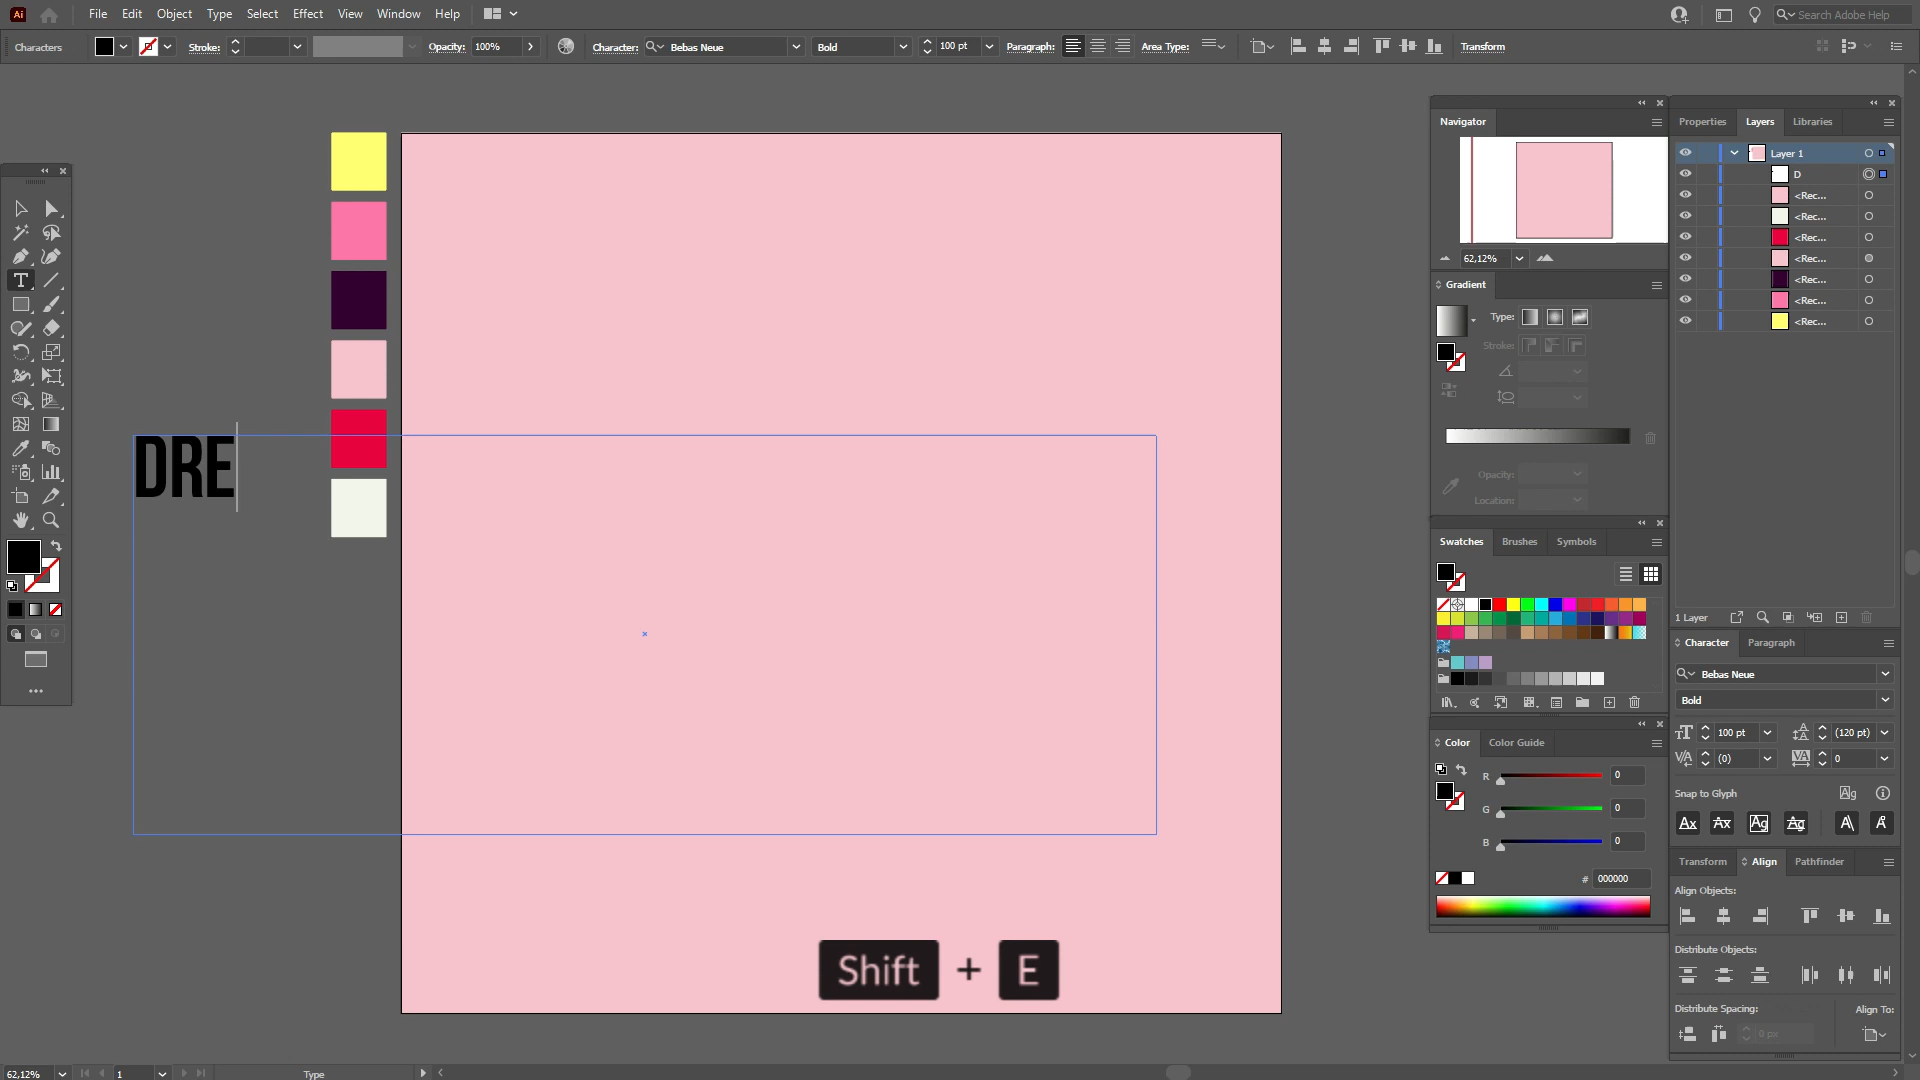 Ai
File Edit Object Type Select Effect View Window Help
Search Adobe Help
Characters
Stroke:
Opacity: 100%
Character: Bebas Neue
Bold
100 pt
Paragraph:
Area Type:
Transform
Navigator
62,12%
Gradient
Type:
Stroke:
Opacity:
Location:
Swatches Brushes Symbols
Color Color Guide
R 0
G 0
B 0
# 000000
Properties Layers Libraries
Layer 1
D
<Rec...
<Rec...
<Rec...
<Rec...
<Rec...
<Rec...
<Rec...
1 Layer
Character Paragraph
Bebas Neue
Bold
100 pt
(120 pt)
(0)
0
Snap to Glyph
Transform Align Pathfinder
Align Objects:
Distribute Objects:
Distribute Spacing:
Align To:
0 px
DRE
Shift + E
62,12%
1
Type